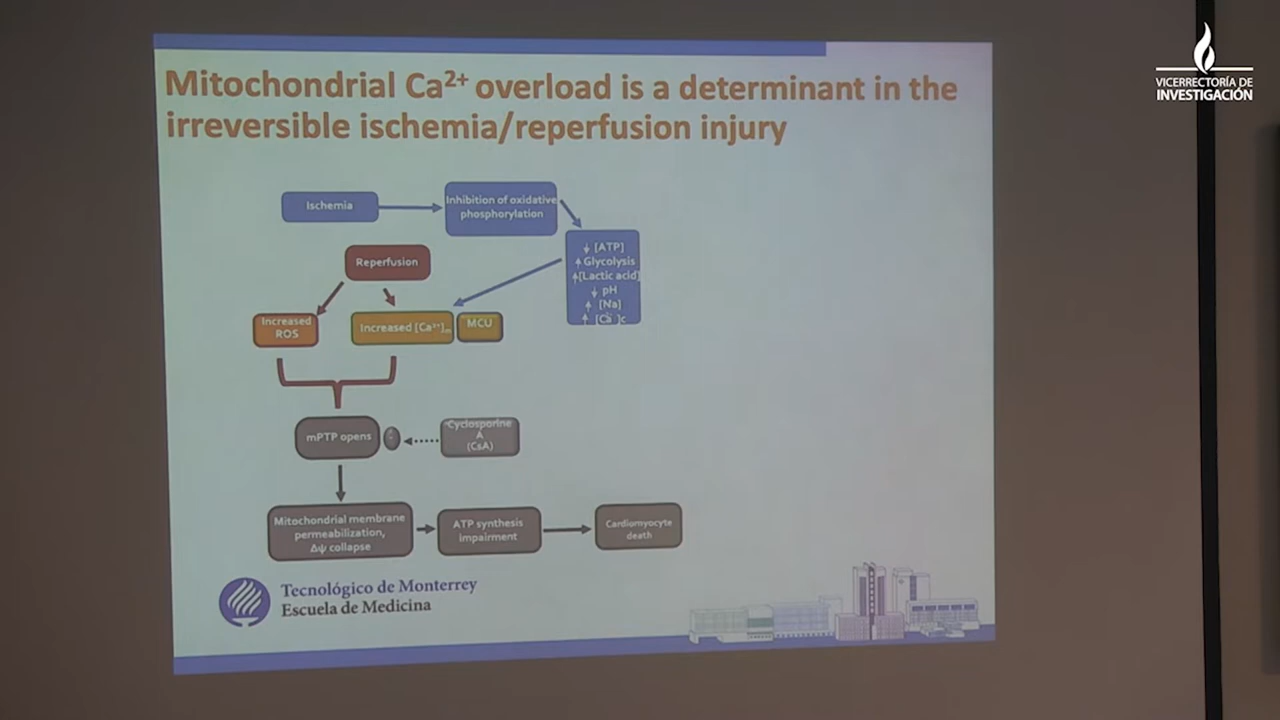 VICERRECTORÍA DE
INVESTIGACIÓN
Mitochondrial Ca²⁺ overload is a determinant in the
irreversible ischemia/reperfusion injury
Ischemia
Inhibition of oxidative
phosphorylation
↓ [ATP]
↑ Glycolysis
↑[Lactic acid]
↓ pH
↑ [Na]
↑ [Ca ]c
Reperfusion
Increased
ROS
Increased [Ca²⁺]m
MCU
mPTP opens
Cyclosporine
A
(CsA)
Mitochondrial membrane
permeabilization,
Δψ collapse
ATP synthesis
impairment
Cardiomyocyte
death
Tecnológico de Monterrey
Escuela de Medicina